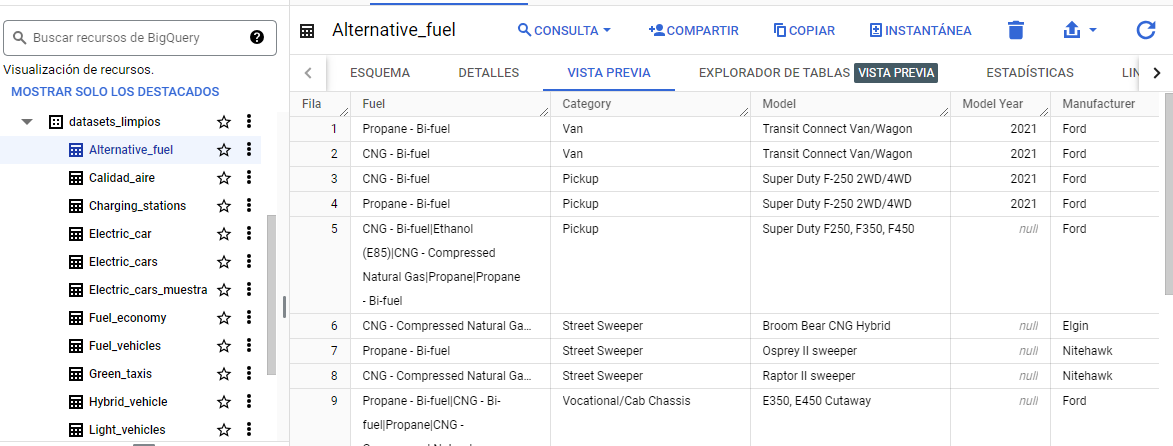 Buscar recursos de BigQuery
Visualización de recursos.
MOSTRAR SOLO LOS DESTACADOS
datasets_limpios
Alternative_fuel
Calidad_aire
Charging_stations
Electric_car
Electric_cars
Electric_cars_muestra
Fuel_economy
Fuel_vehicles
Green_taxis
Hybrid_vehicle
Light_vehicles
Alternative_fuel CONSULTA COMPARTIR COPIAR INSTANTÁNEA
ESQUEMA DETALLES VISTA PREVIA EXPLORADOR DE TABLAS VISTA PREVIA ESTADÍSTICAS LIN
Fila Fuel Category Model Model Year Manufacturer
1 Propane - Bi-fuel Van Transit Connect Van/Wagon 2021 Ford
2 CNG - Bi-fuel Van Transit Connect Van/Wagon 2021 Ford
3 CNG - Bi-fuel Pickup Super Duty F-250 2WD/4WD 2021 Ford
4 Propane - Bi-fuel Pickup Super Duty F-250 2WD/4WD 2021 Ford
5 CNG - Bi-fuel|Ethanol Pickup Super Duty F250, F350, F450 null Ford
(E85)|CNG - Compressed
Natural Gas|Propane|Propane
- Bi-fuel
6 CNG - Compressed Natural Ga... Street Sweeper Broom Bear CNG Hybrid null Elgin
7 Propane - Bi-fuel Street Sweeper Osprey II sweeper null Nitehawk
8 CNG - Compressed Natural Ga... Street Sweeper Raptor II sweeper null Nitehawk
9 Propane - Bi-fuel|CNG - Bi- Vocational/Cab Chassis E350, E450 Cutaway null Ford
fuel|Propane|CNG -